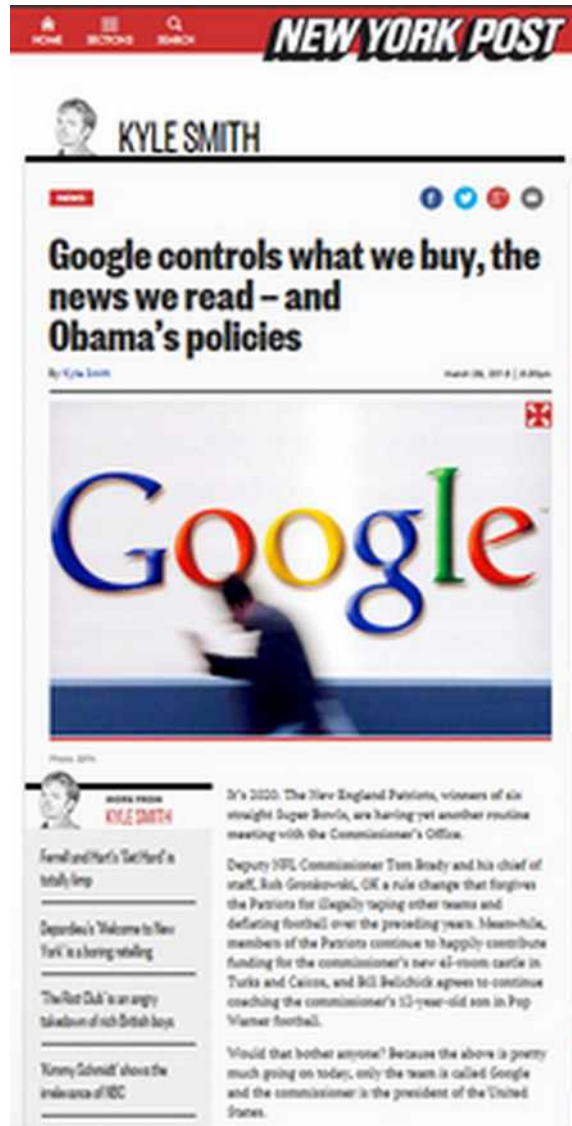 HOME
SECTIONS
SEARCH
NEW YORK POST
KYLE SMITH
NEWS
Google controls what we buy, the
news we read – and
Obama's policies
By Kyle Smith
Google
Photo: EPA
MORE FROM
KYLE SMITH
Ferrell and Hart's 'Get Hard' is
totally limp
Depardieu's 'Welcome to New
York' is a boring retelling
'The Riot Club' is an angry
takedown of rich British boys
'Kimmy Schmidt' shows the
irrelevance of NBC
It's 2020. The New England Patriots, winners of six
straight Super Bowls, are having yet another routine
meeting with the Commissioner's Office.
Deputy NFL Commissioner Tom Brady and his chief of
staff, Rob Gronkowski, OK a rule change that forgives
the Patriots for illegally taping other teams and
deflating football over the preceding years. Meanwhile,
members of the Patriots continue to happily contribute
funding for the commissioner's new 45-room castle in
Turks and Caicos, and Bill Belichick agrees to continue
coaching the commissioner's 12-year-old son in Pop
Warner football.
Would that bother anyone? Because the above is pretty
much going on today, only the team is called Google
and the commissioner is the president of the United
States.